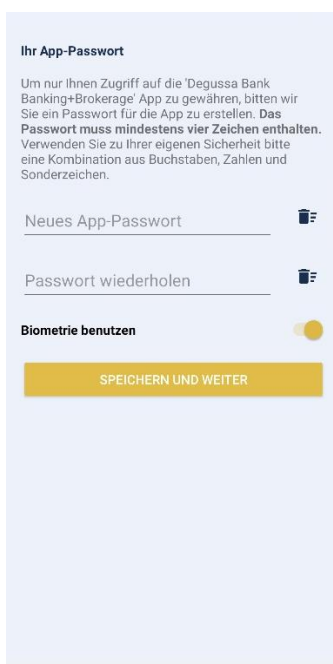 Ihr App-Passwort
Um nur Ihnen Zugriff auf die 'Degussa Bank
Banking+Brokerage' App zu gewähren, bitten wir
Sie ein Passwort für die App zu erstellen. Das
Passwort muss mindestens vier Zeichen enthalten.
Verwenden Sie zu Ihrer eigenen Sicherheit bitte
eine Kombination aus Buchstaben, Zahlen und
Sonderzeichen.
Neues App-Passwort
Passwort wiederholen
Biometrie benutzen
SPEICHERN UND WEITER